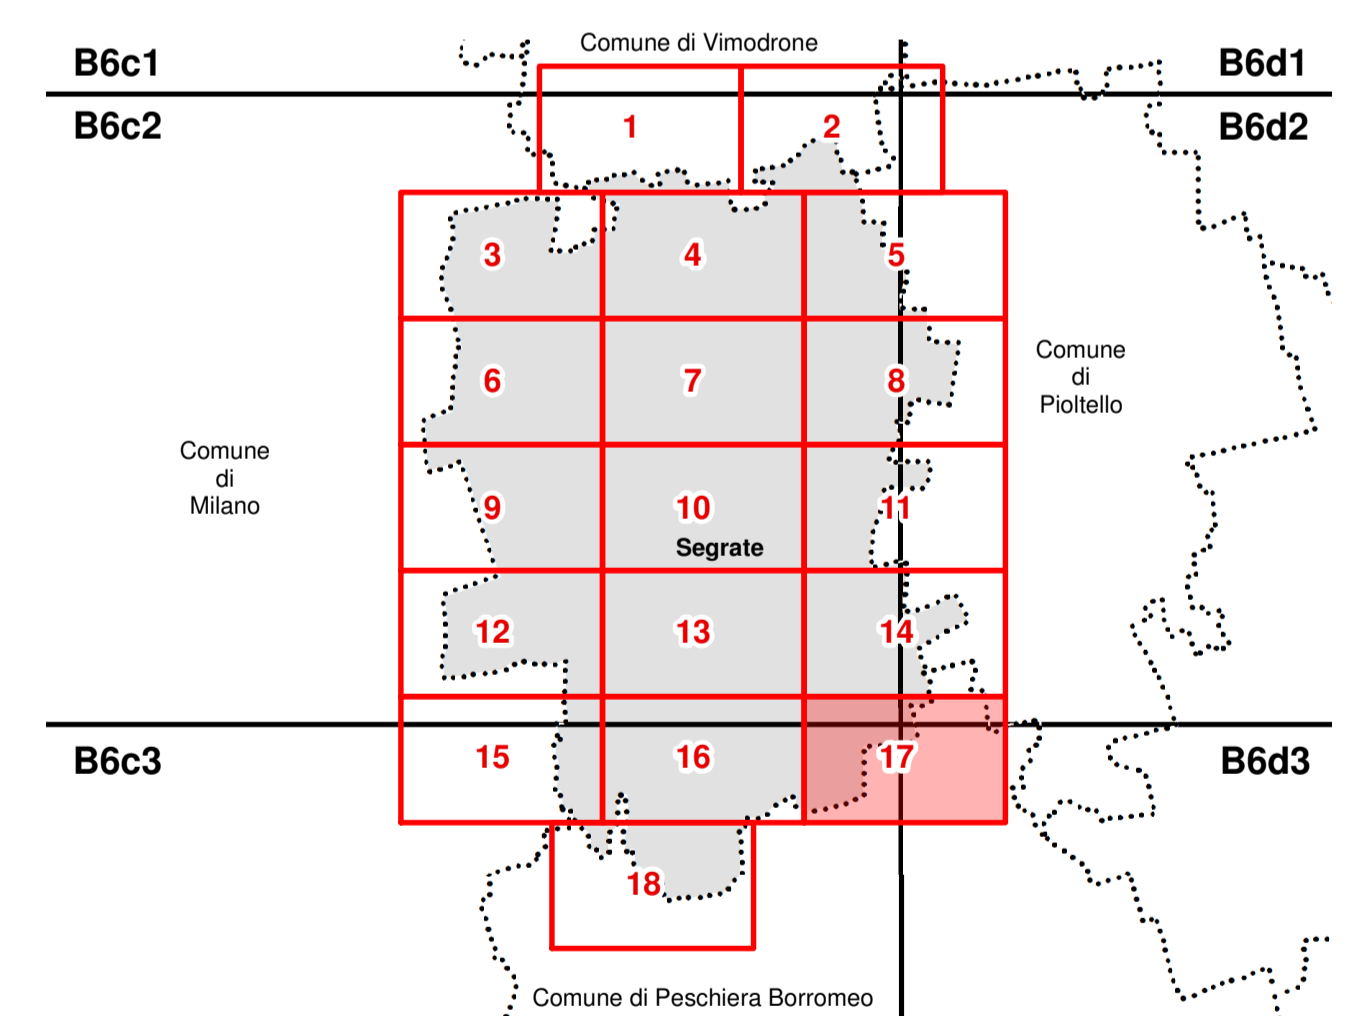 Comune di Vimodrone
B6c1
B6d1
B6c2
B6d2
1
2
3
4
5
Comune
di
Pioltello
6
7
8
Comune
di
Milano
9
10
11
Segrate
12
13
14
B6c3
15
16
17
B6d3
18
Comune di Peschiera Borromeo